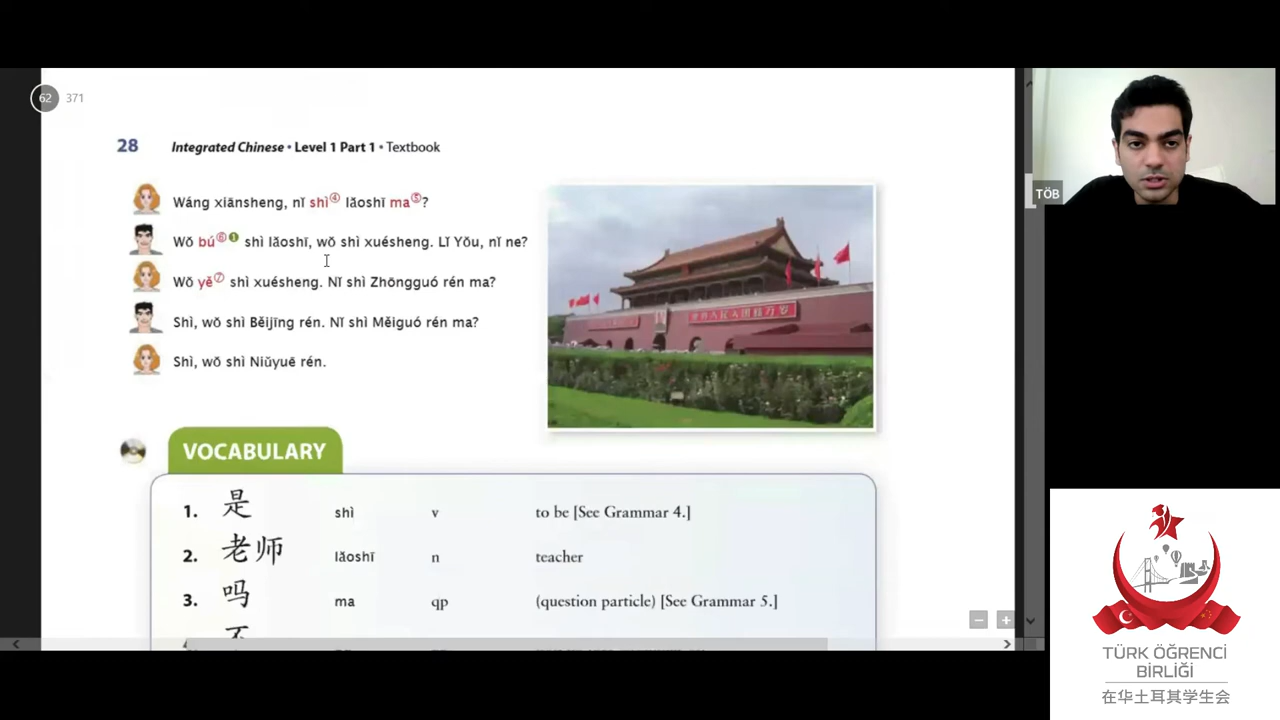 62 371
28 Integrated Chinese • Level 1 Part 1 • Textbook
Wáng xiānsheng, nǐ shì④ lǎoshī ma⑤?
Wǒ bú⑥❶ shì lǎoshī, wǒ shì xuésheng. Lǐ Yǒu, nǐ ne?
Wǒ yě⑦ shì xuésheng. Nǐ shì Zhōngguó rén ma?
Shì, wǒ shì Běijīng rén. Nǐ shì Měiguó rén ma?
Shì, wǒ shì Niǔyuē rén.
VOCABULARY
1. 是 shì v to be [See Grammar 4.]
2. 老师 lǎoshī n teacher
3. 吗 ma qp (question particle) [See Grammar 5.]
TÖB
TÜRK ÖĞRENCİ
BİRLİĞİ
在华土耳其学生会